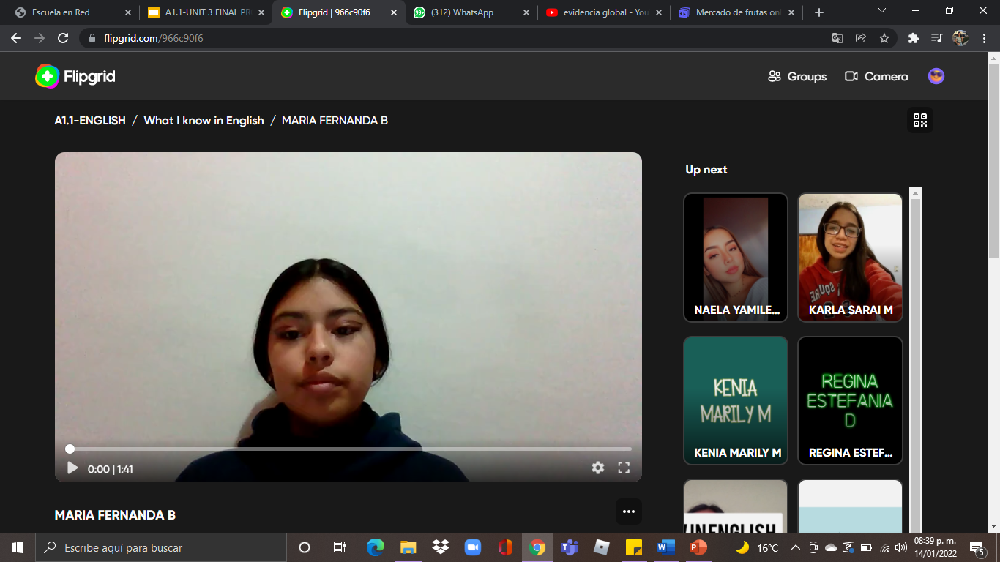 Escuela en Red
A1.1-UNIT 3 FINAL PR
Flipgrid | 966c90f6
99+
(312) WhatsApp
evidencia global - You
Mercado de frutas onl
flipgrid.com/966c90f6
Flipgrid
Groups
Camera
A1.1-ENGLISH / What I know in English / MARIA FERNANDA B
Up next
NAELA YAMILE...
SQUARE
KARLA SARAI M
KENIA
MARILY M
KENIA MARILY M
REGINA
ESTEFANIA
D
REGINA ESTEF...
0:00 | 1:41
MARIA FERNANDA B
IN ENGLISH
Escribe aquí para buscar
16°C
08:39 p. m.
14/01/2022
5